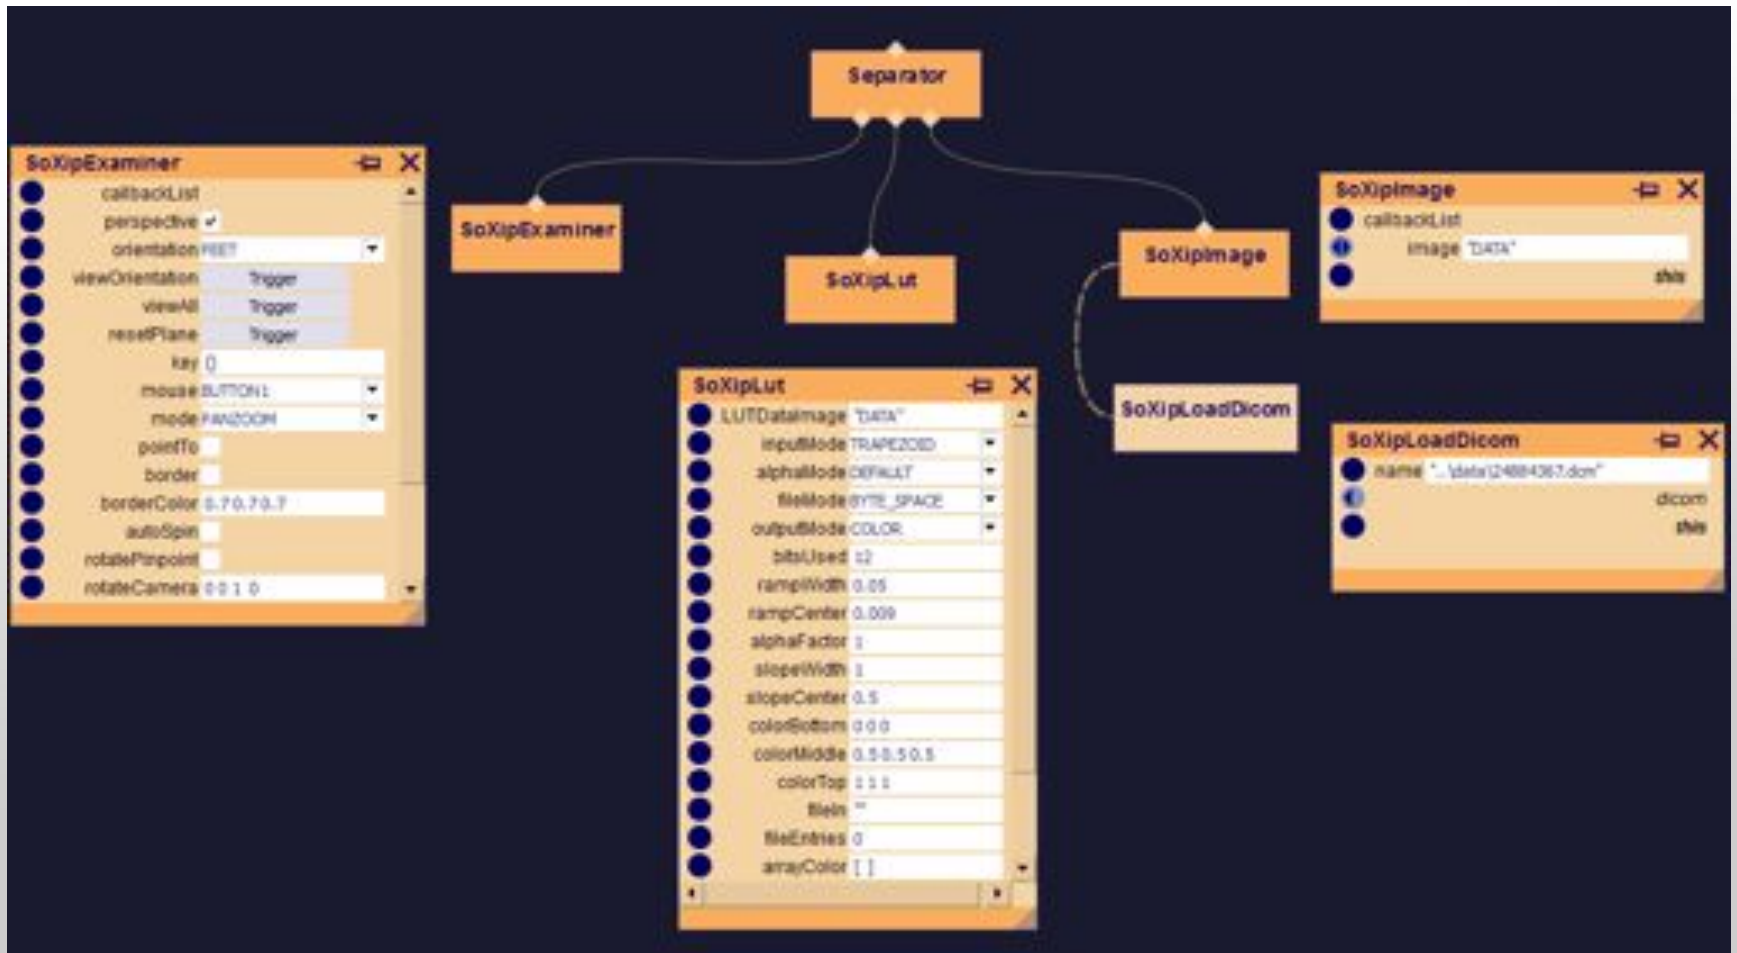 Separator
SoXipExaminer
callbackList
perspective
orientation FEET
viewOrientation Trigger
viewAll Trigger
resetPlane Trigger
key 0
mouse BUTTON1
mode PANZOOM
pointTo
border
borderColor 0.7 0.7 0.7
autoSpin
rotatePinpoint
rotateCamera 0 0 1 0
SoXipExaminer
SoXipLut
SoXipImage
SoXipImage
callbackList
image "DATA"
this
SoXipLut
LUTDataImage "DATA"
inputMode TRAPEZOID
alphaMode DEFAULT
fileMode BYTE_SPACE
outputMode COLOR
bitsUsed 12
rampWidth 0.05
rampCenter 0.009
alphaFactor 1
slopeWidth 1
slopeCenter 0.5
colorBottom 0 0 0
colorMiddle 0.5 0.5 0.5
colorTop 1 1 1
fileIn ""
fileEntries 0
arrayColor [ ]
SoXipLoadDicom
SoXipLoadDicom
name "...\data\24884367.dcm"
dicom
this